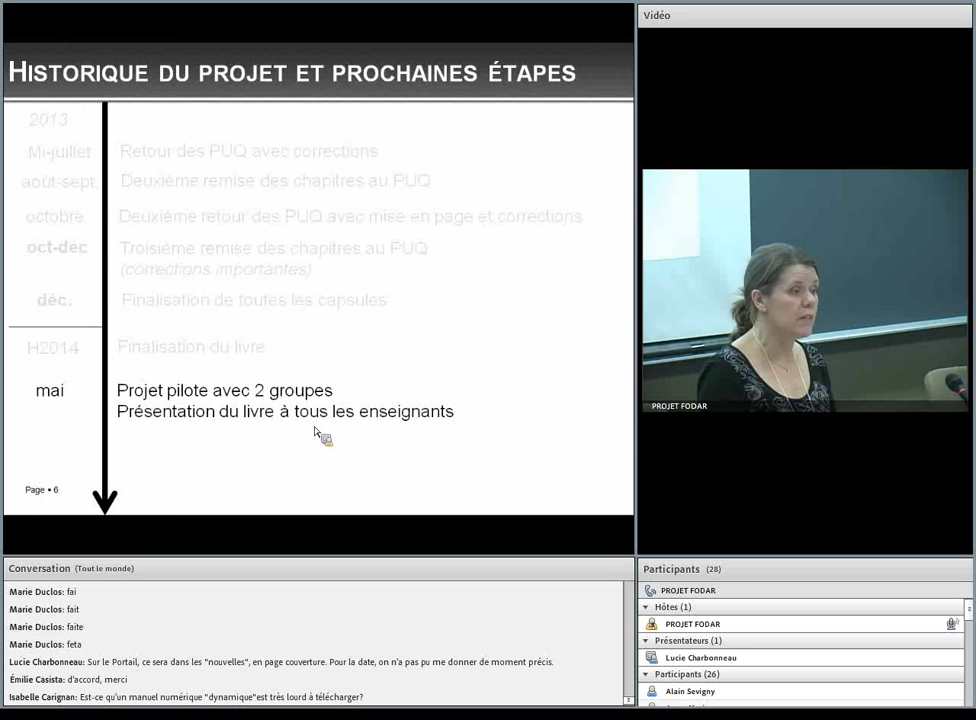 HISTORIQUE DU PROJET ET PROCHAINES ÉTAPES
2013
Mi-juillet Retour des PUQ avec corrections
août-sept. Deuxième remise des chapitres au PUQ
octobre Deuxième retour des PUQ avec mise en page et corrections
oct-déc Troisième remise des chapitres au PUQ
(corrections importantes)
déc. Finalisation de toutes les capsules
H2014 Finalisation du livre
mai Projet pilote avec 2 groupes
Présentation du livre à tous les enseignants
Page ▪ 6
Vidéo
PROJET FODAR
Conversation (Tout le monde)
Marie Duclos: fai
Marie Duclos: fait
Marie Duclos: faite
Marie Duclos: feta
Lucie Charbonneau: Sur le Portail, ce sera dans les "nouvelles", en page couverture. Pour la date, on n'a pas pu me donner de moment précis.
Émilie Casista: d'accord, merci
Isabelle Carignan: Est-ce qu'un manuel numérique "dynamique"est très lourd à télécharger?
Participants (28)
PROJET FODAR
Hôtes (1)
PROJET FODAR
Présentateurs (1)
Lucie Charbonneau
Participants (26)
Alain Sevigny